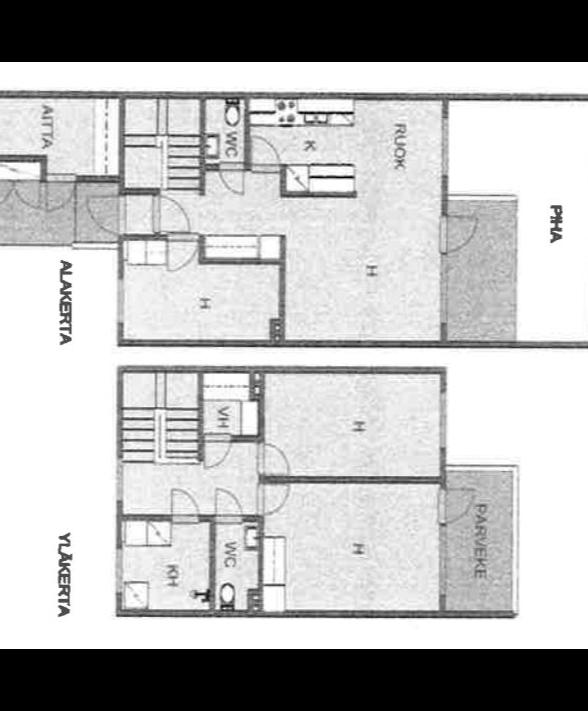 PIHA
RUOK
K
WC
AITTA
H
H
ALAKERTA
PARVEKE
H
VH
H
WC
KH
YLÄKERTA